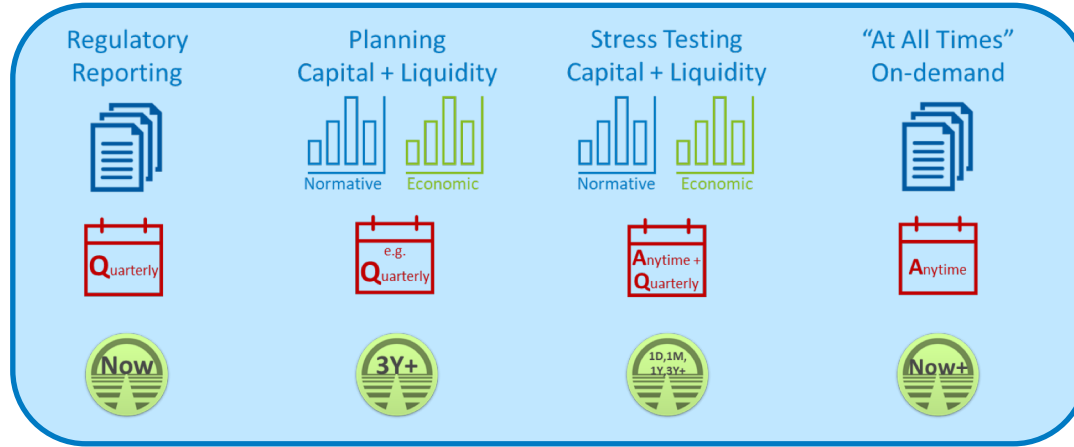 Regulatory
Reporting
Planning
Capital + Liquidity
Stress Testing
Capital + Liquidity
“At All Times”
On-demand
Normative
Economic
Normative
Economic
Quarterly
e.g.
Quarterly
Anytime +
Quarterly
Anytime
Now
3Y+
1D,1M,
1Y,3Y+
Now+